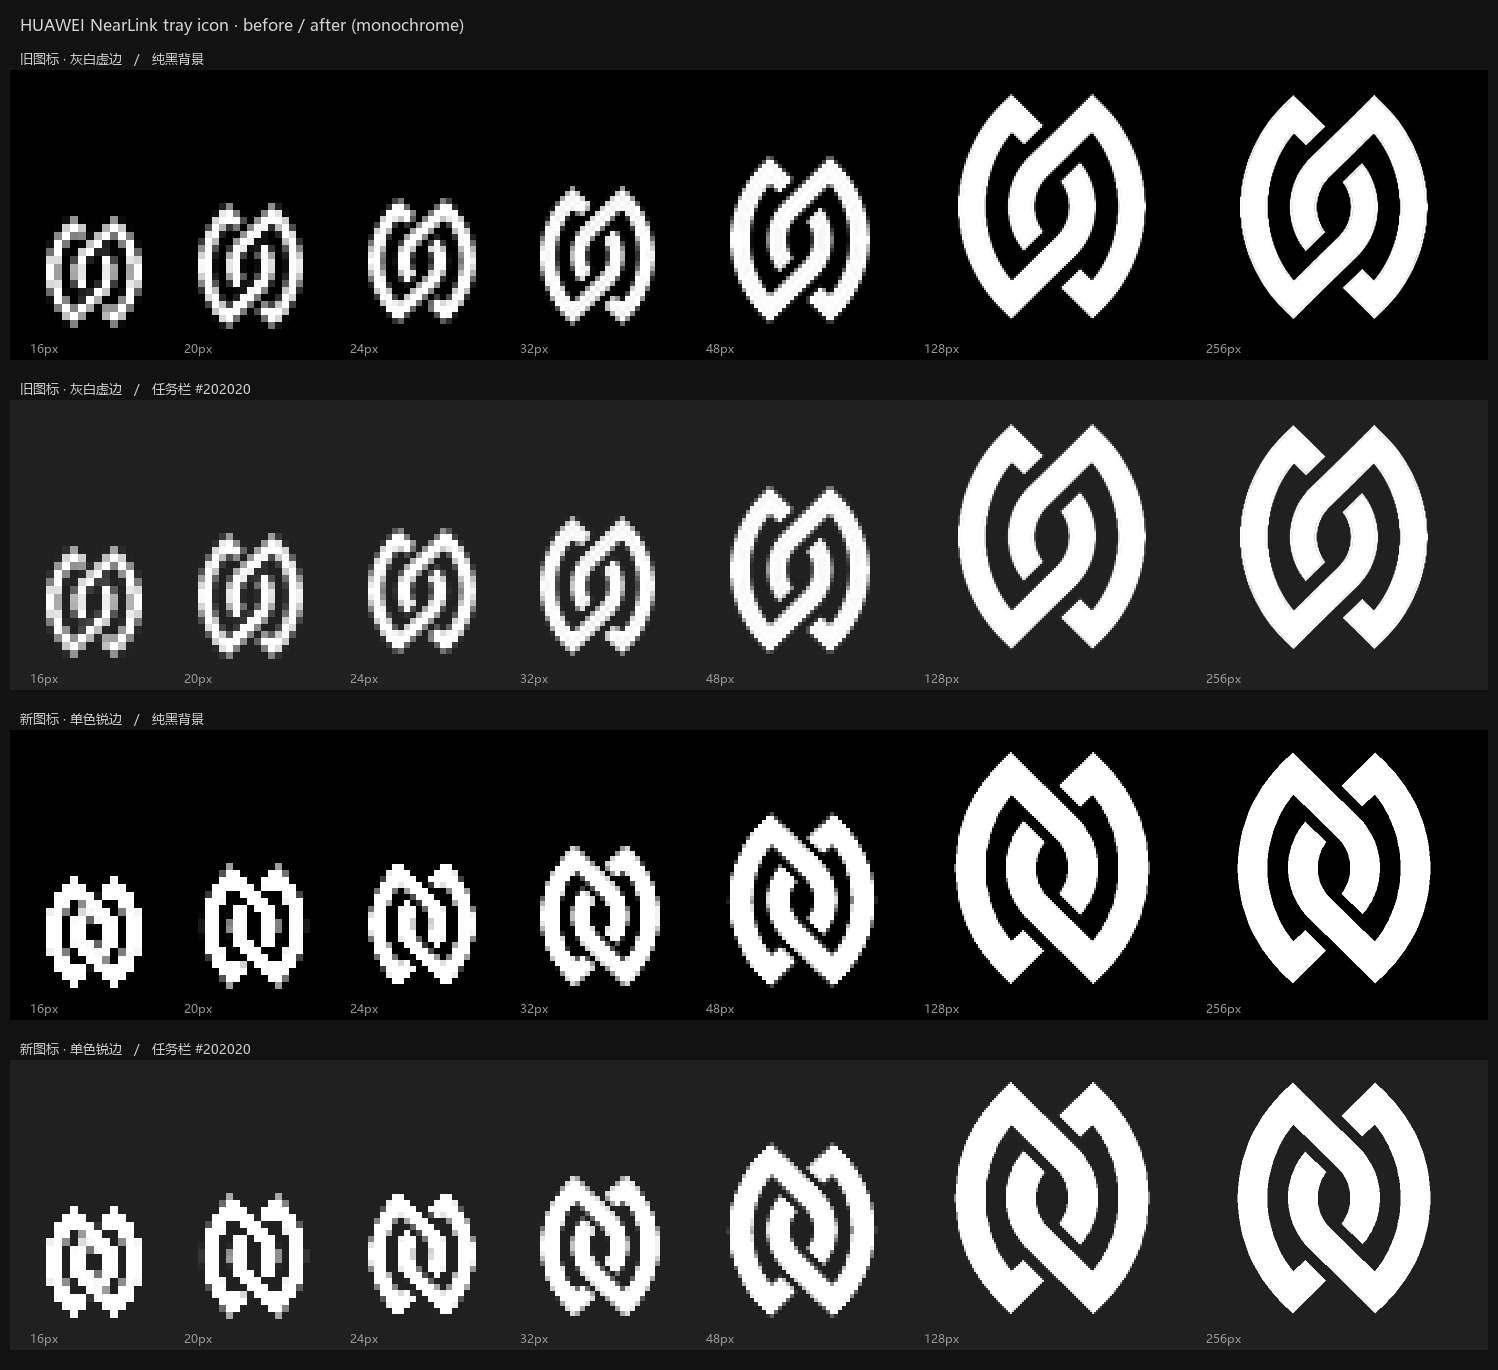 HUAWEI NearLink tray icon · before / after (monochrome)
旧图标 · 灰白虚边 / 纯黑背景
16px 20px 24px 32px 48px 128px 256px
旧图标 · 灰白虚边 / 任务栏 #202020
16px 20px 24px 32px 48px 128px 256px
新图标 · 单色锐边 / 纯黑背景
16px 20px 24px 32px 48px 128px 256px
新图标 · 单色锐边 / 任务栏 #202020
16px 20px 24px 32px 48px 128px 256px